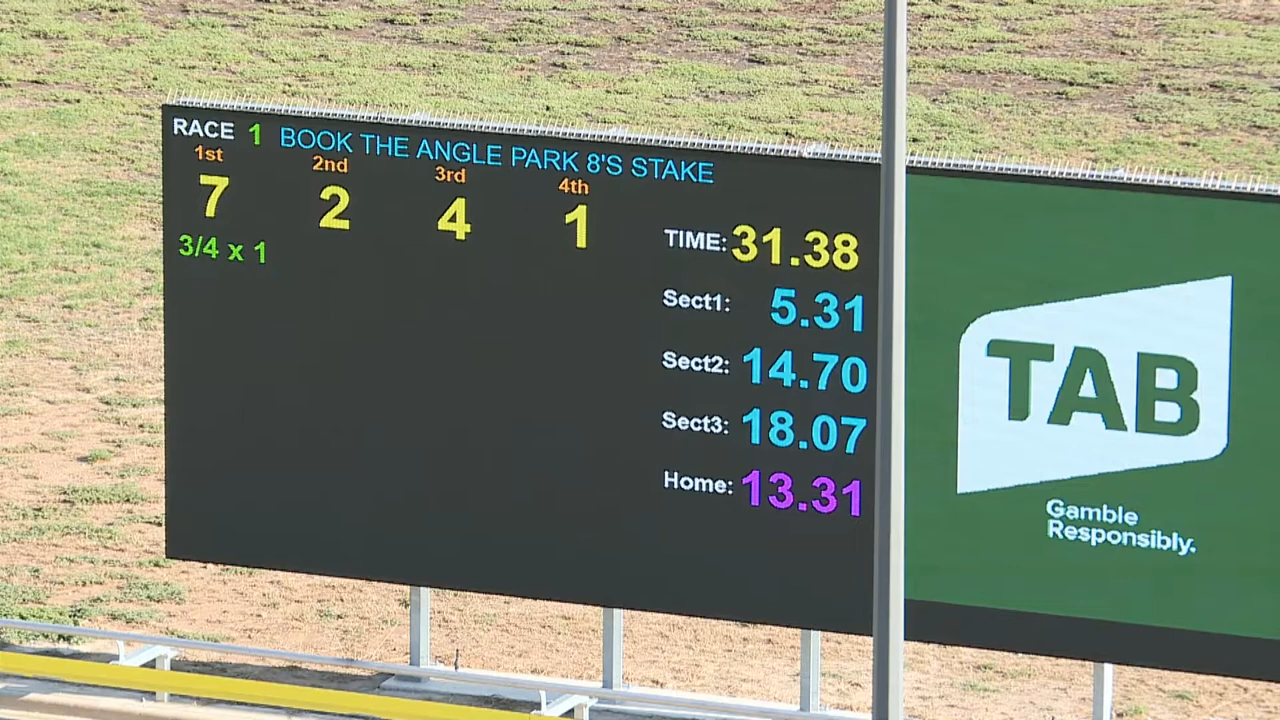 RACE 1 BOOK THE ANGLE PARK 8'S STAKE
1st 2nd 3rd 4th
7 2 4 1
3/4 x 1
TIME: 31.38
Sect1: 5.31
Sect2: 14.70
Sect3: 18.07
Home: 13.31
TAB
Gamble
Responsibly.